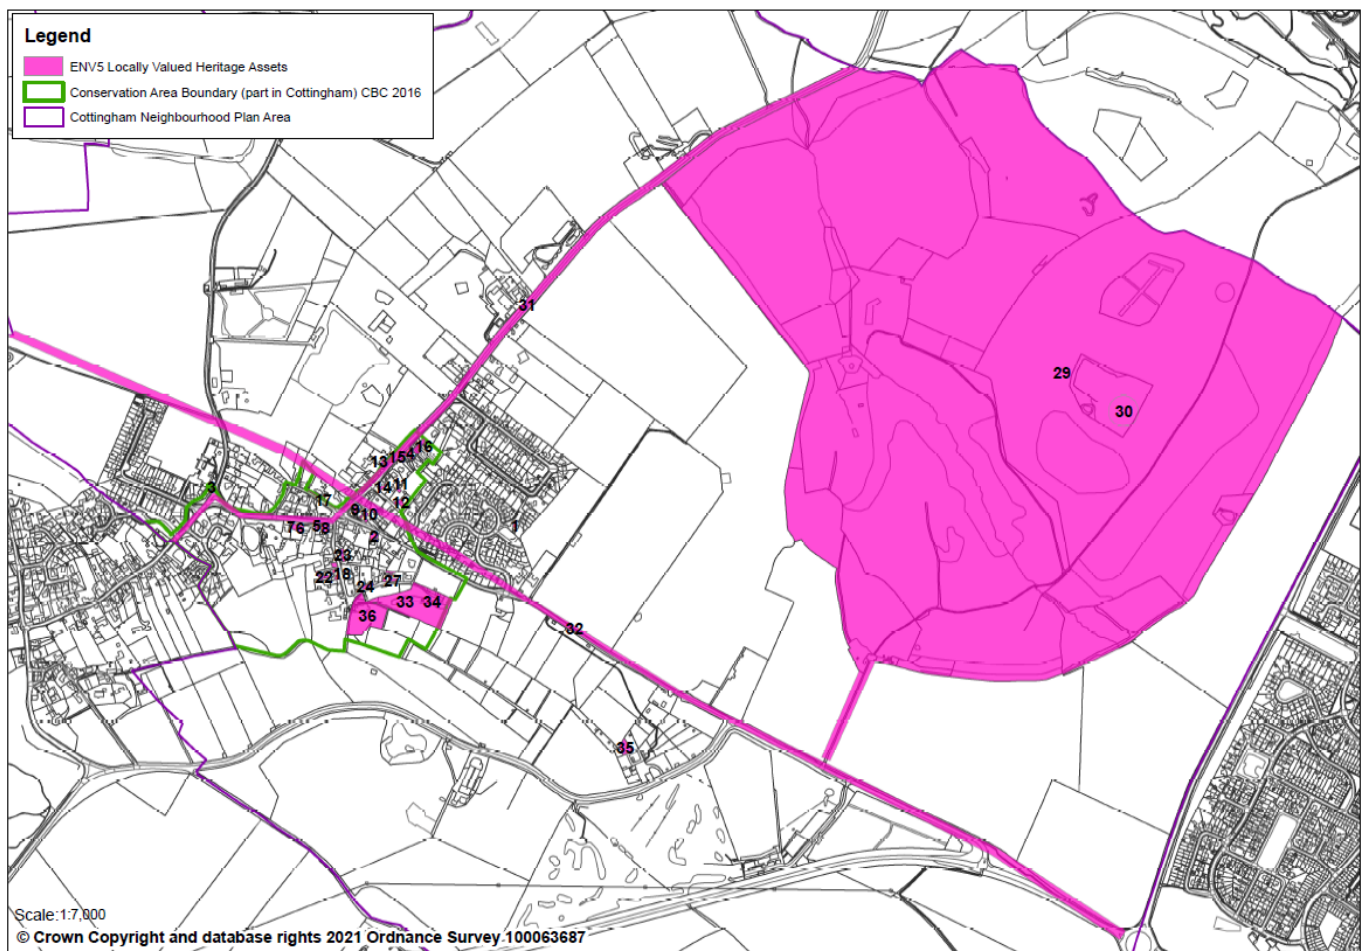 Legend
ENV5 Locally Valued Heritage Assets
Conservation Area Boundary (part in Cottingham) CBC 2016
Cottingham Neighbourhood Plan Area
31
29
30
16
13 15 4
14 11
3
17
12
9
10
1
7 6 5 8
2
23
22 18
27
24
33 34
36
32
35
Scale:1:7,000
© Crown Copyright and database rights 2021 Ordnance Survey 100063687